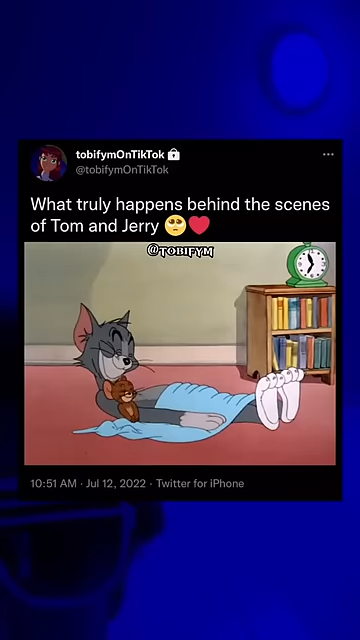 tobifymOnTikTok 🔒
@tobifymOnTikTok
What truly happens behind the scenes
of Tom and Jerry 🥺❤️
@TOBIFYM
10:51 AM · Jul 12, 2022 · Twitter for iPhone